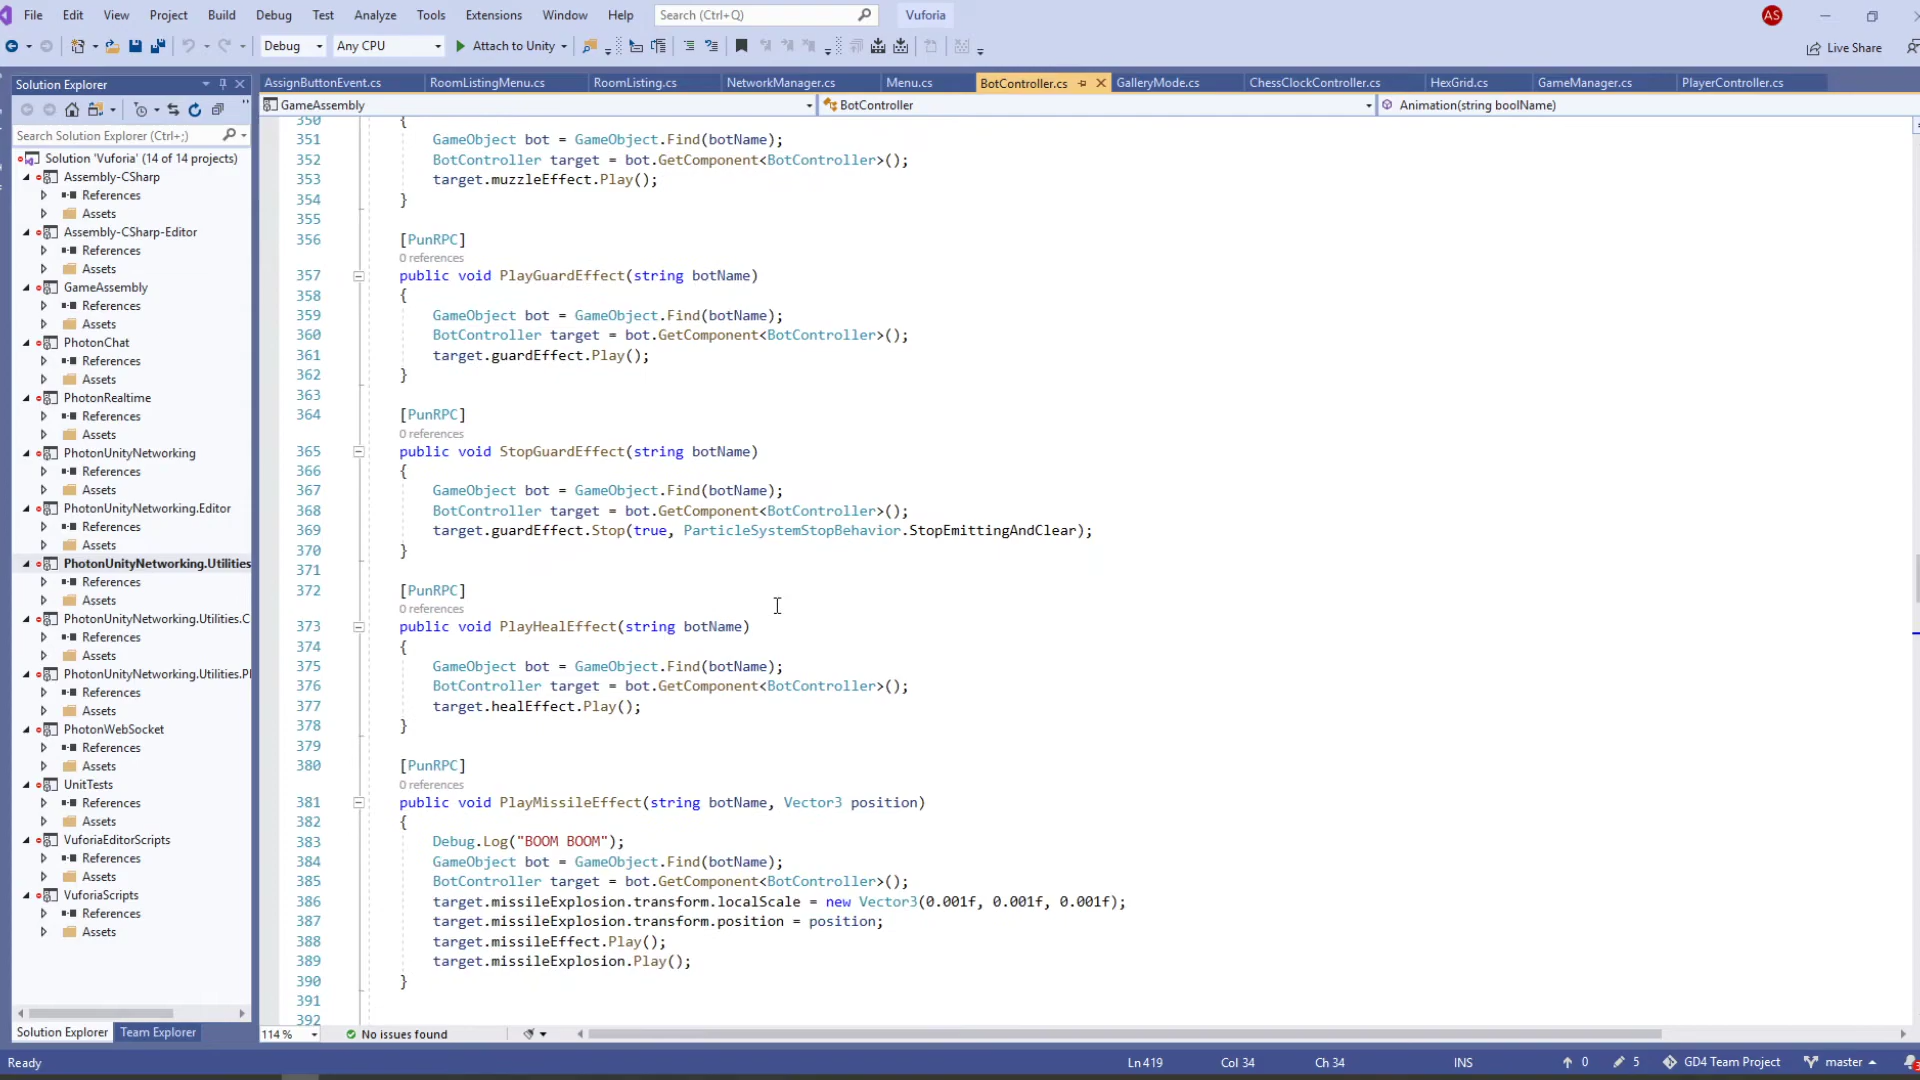 File Edit View Project Build Debug Test Analyze Tools Extensions Window Help Search (Ctrl+Q) Vuforia AS
Debug Any CPU Attach to Unity Live Share
Solution Explorer
AssignButtonEvent.cs RoomListingMenu.cs RoomListing.cs NetworkManager.cs Menu.cs BotController.cs GalleryMode.cs ChessClockController.cs HexGrid.cs GameManager.cs PlayerController.cs
GameAssembly BotController Animation(string boolName)
Search Solution Explorer (Ctrl+;)
Solution 'Vuforia' (14 of 14 projects)
Assembly-CSharp
References
Assets
Assembly-CSharp-Editor
References
Assets
GameAssembly
References
Assets
PhotonChat
References
Assets
PhotonRealtime
References
Assets
PhotonUnityNetworking
References
Assets
PhotonUnityNetworking.Editor
References
Assets
PhotonUnityNetworking.Utilities
References
Assets
PhotonUnityNetworking.Utilities.C
References
Assets
PhotonUnityNetworking.Utilities.Pl
References
Assets
PhotonWebSocket
References
Assets
UnitTests
References
Assets
VuforiaEditorScripts
References
Assets
VuforiaScripts
References
Assets
Solution Explorer Team Explorer
350 {
351 GameObject bot = GameObject.Find(botName);
352 BotController target = bot.GetComponent<BotController>();
353 target.muzzleEffect.Play();
354 }
355
356 [PunRPC]
0 references
357 public void PlayGuardEffect(string botName)
358 {
359 GameObject bot = GameObject.Find(botName);
360 BotController target = bot.GetComponent<BotController>();
361 target.guardEffect.Play();
362 }
363
364 [PunRPC]
0 references
365 public void StopGuardEffect(string botName)
366 {
367 GameObject bot = GameObject.Find(botName);
368 BotController target = bot.GetComponent<BotController>();
369 target.guardEffect.Stop(true, ParticleSystemStopBehavior.StopEmittingAndClear);
370 }
371
372 [PunRPC]
0 references
373 public void PlayHealEffect(string botName)
374 {
375 GameObject bot = GameObject.Find(botName);
376 BotController target = bot.GetComponent<BotController>();
377 target.healEffect.Play();
378 }
379
380 [PunRPC]
0 references
381 public void PlayMissileEffect(string botName, Vector3 position)
382 {
383 Debug.Log("BOOM BOOM");
384 GameObject bot = GameObject.Find(botName);
385 BotController target = bot.GetComponent<BotController>();
386 target.missileExplosion.transform.localScale = new Vector3(0.001f, 0.001f, 0.001f);
387 target.missileExplosion.transform.position = position;
388 target.missileEffect.Play();
389 target.missileExplosion.Play();
390 }
391
392
114 % No issues found
Ready Ln 419 Col 34 Ch 34 INS 0 5 GD4 Team Project master